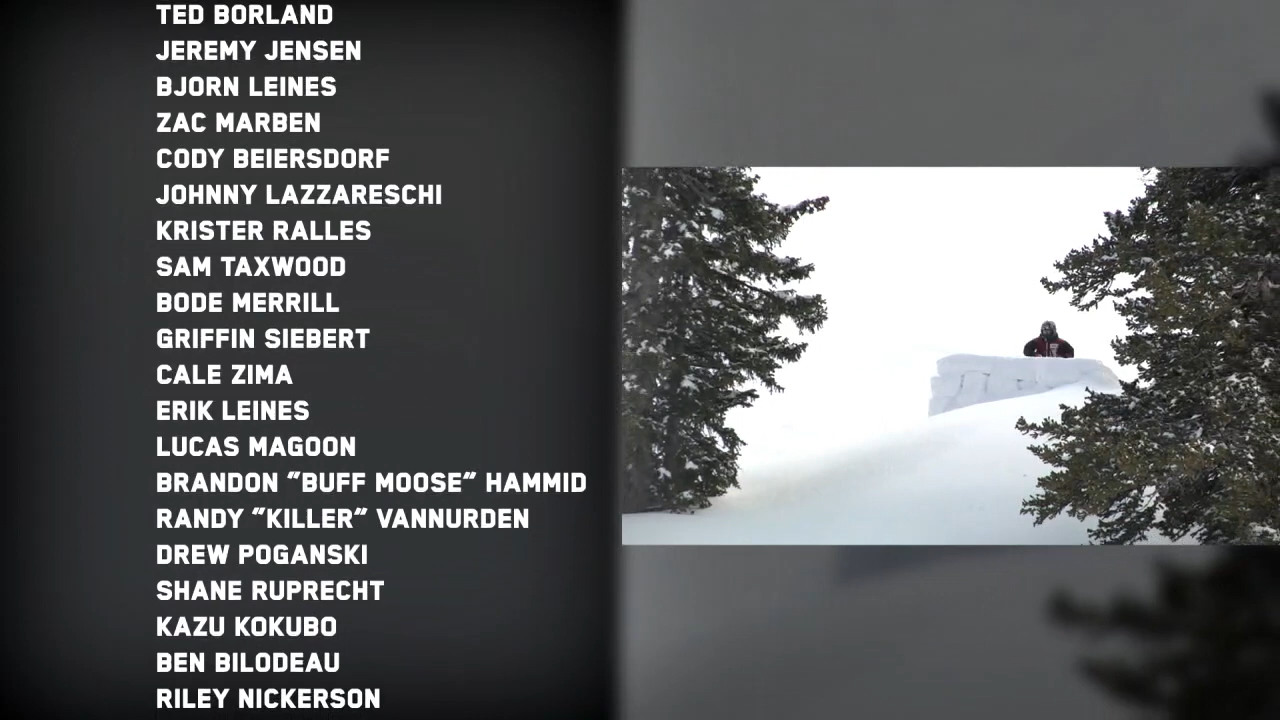 TED BORLAND
JEREMY JENSEN
BJORN LEINES
ZAC MARBEN
CODY BEIERSDORF
JOHNNY LAZZARESCHI
KRISTER RALLES
SAM TAXWOOD
BODE MERRILL
GRIFFIN SIEBERT
CALE ZIMA
ERIK LEINES
LUCAS MAGOON
BRANDON "BUFF MOOSE" HAMMID
RANDY "KILLER" VANNURDEN
DREW POGANSKI
SHANE RUPRECHT
KAZU KOKUBO
BEN BILODEAU
RILEY NICKERSON